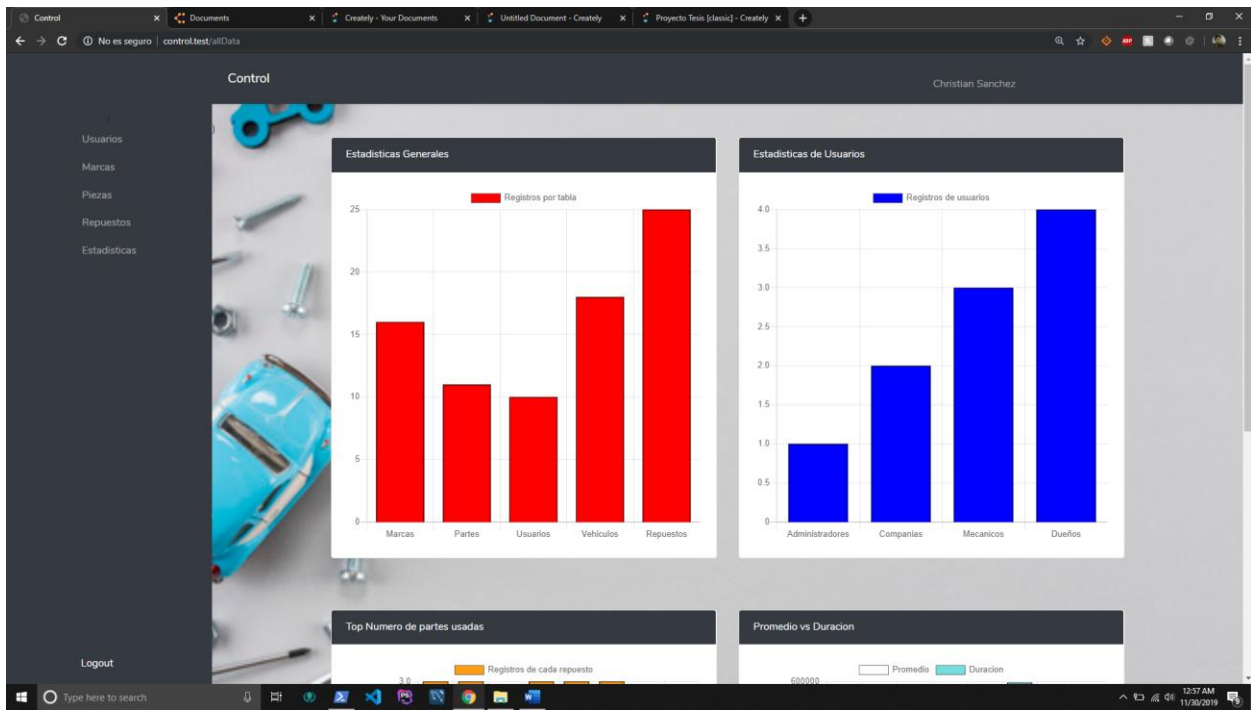 Control
Documents
Creately - Your Documents
Untitled Document - Creately
Proyecto Tesis [classic] - Creately
No es seguro | control.test/allData
Control
Christian Sanchez
Usuarios
Marcas
Piezas
Repuestos
Estadisticas
Logout
Estadisticas Generales
Registros por tabla
25
20
15
10
5
0
Marcas Partes Usuarios Vehiculos Repuestos
Estadisticas de Usuarios
Registros de usuarios
4.0
3.5
3.0
2.5
2.0
1.5
1.0
0.5
0
Administradores Companias Mecanicos Dueños
Top Numero de partes usadas
Registros de cada repuesto
3.0
Promedio vs Duracion
Promedio Duracion
600000
Type here to search
12:57 AM
11/30/2019